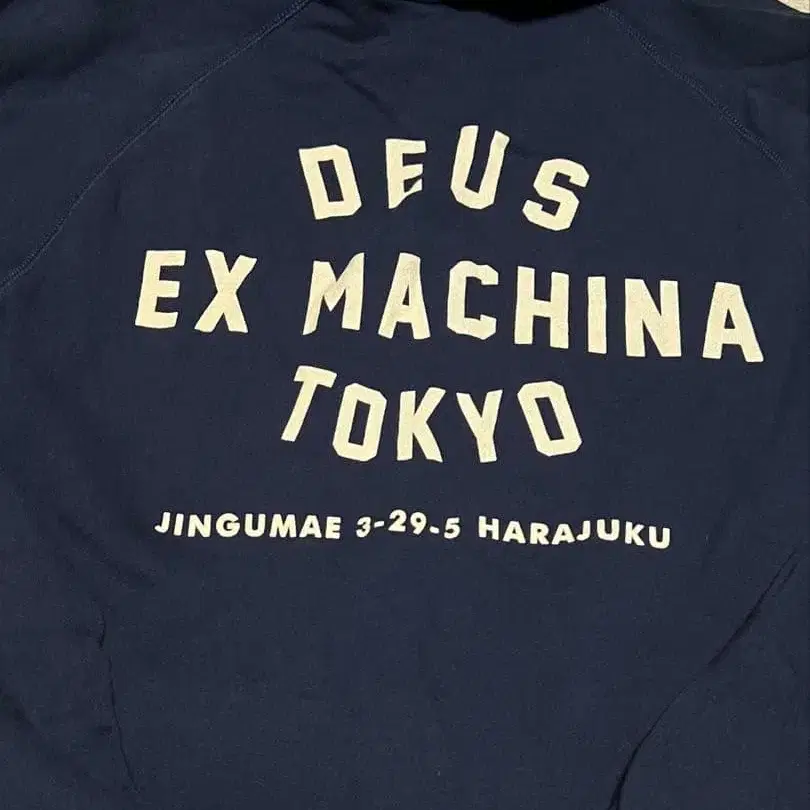 DEUS
EX MACHINA
TOKYO
JINGUMAE 3-29-5 HARAJUKU